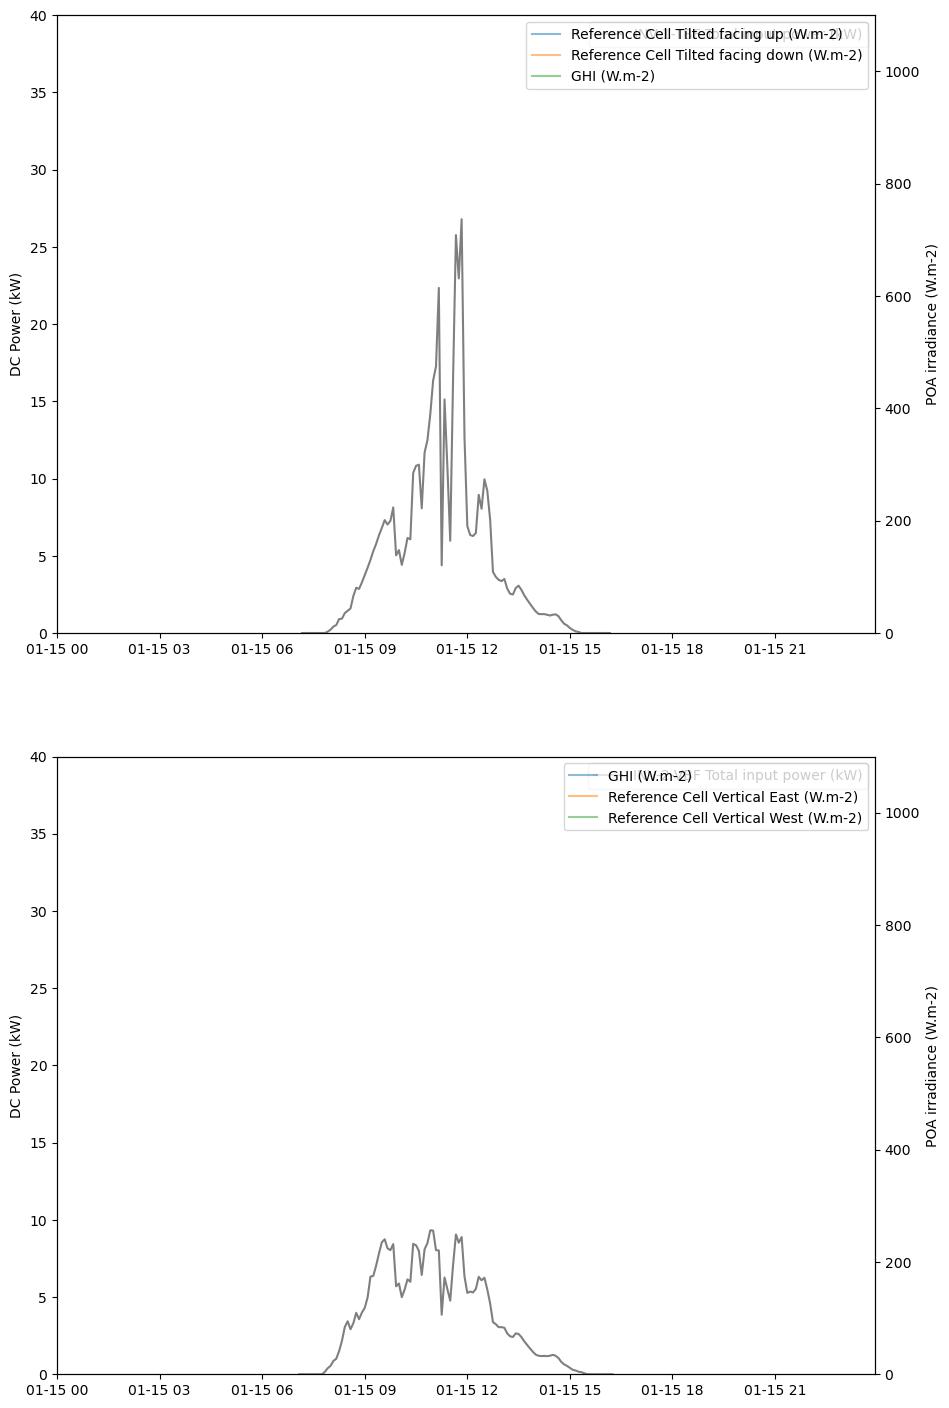 40
35
30
25
20
15
10
5
0
DC Power (kW)
Reference Cell Tilted facing up (W.m-2)
Reference Cell Tilted facing down (W.m-2)
GHI (W.m-2)
1000
800
600
400
200
0
POA irradiance (W.m-2)
01-15 00 01-15 03 01-15 06 01-15 09 01-15 12 01-15 15 01-15 18 01-15 21
40
35
30
25
20
15
10
5
0
DC Power (kW)
GHI (W.m-2) Total input power (kW)
Reference Cell Vertical East (W.m-2)
Reference Cell Vertical West (W.m-2)
1000
800
600
400
200
0
POA irradiance (W.m-2)
01-15 00 01-15 03 01-15 06 01-15 09 01-15 12 01-15 15 01-15 18 01-15 21